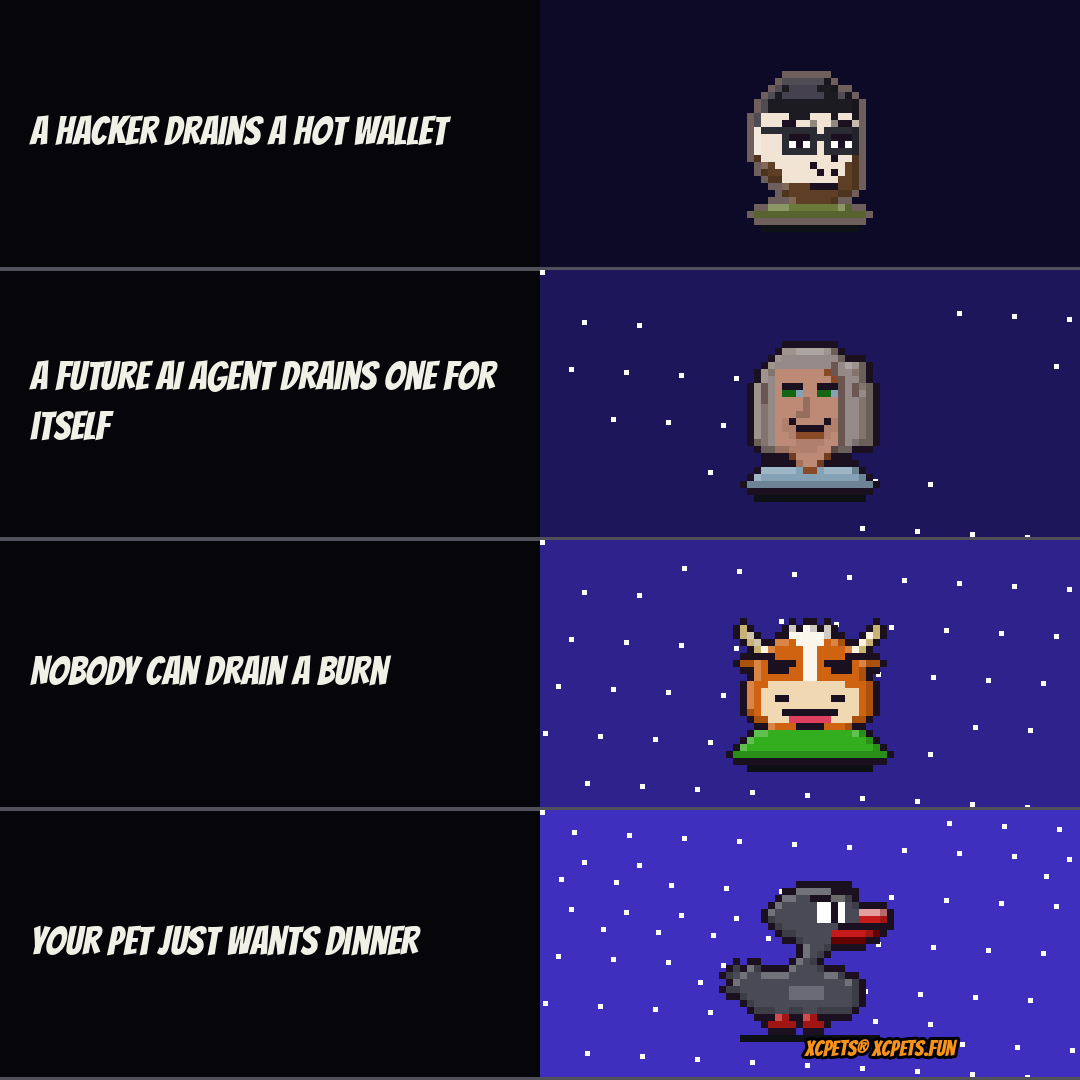 A HACKER DRAINS A HOT WALLET
A FUTURE AI AGENT DRAINS ONE FOR
ITSELF
NOBODY CAN DRAIN A BURN
YOUR PET JUST WANTS DINNER
XCPETS® XCPETS.FUN